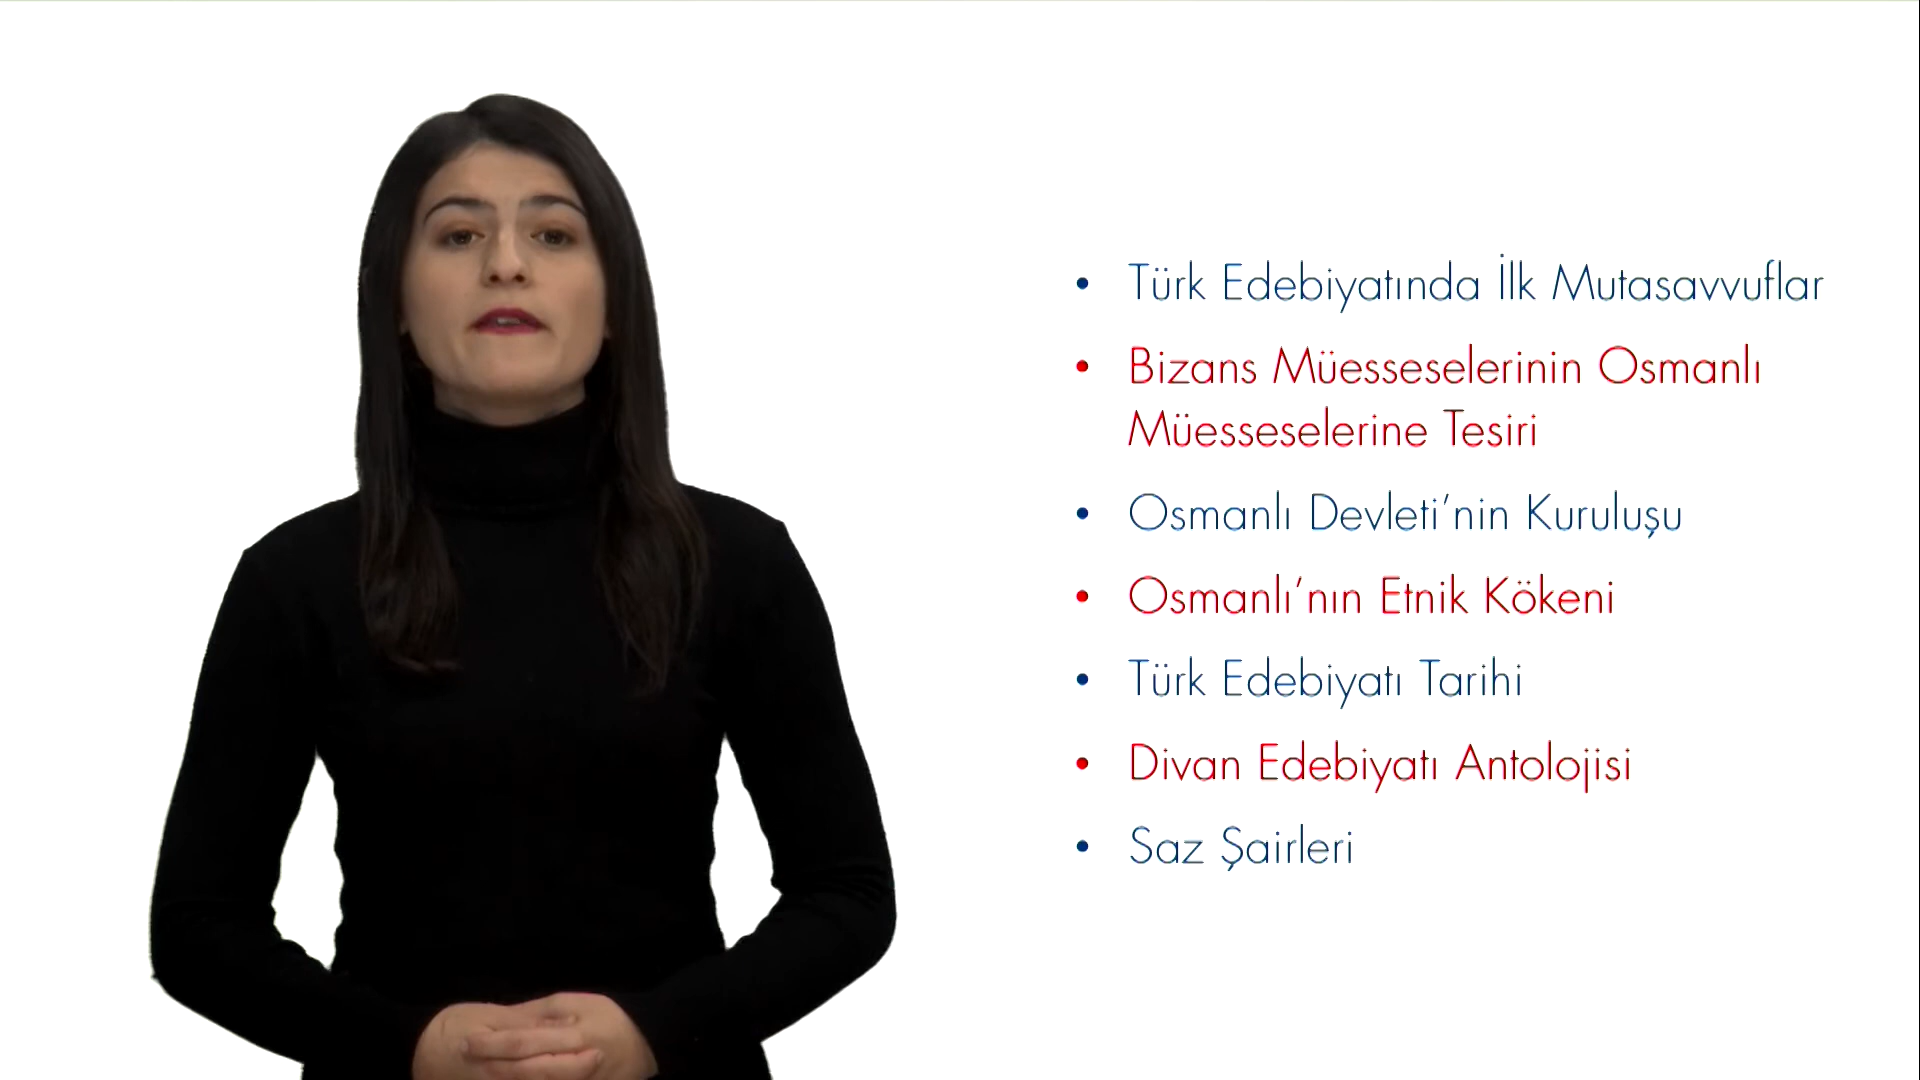 • Türk Edebiyatında İlk Mutasavvuflar
• Bizans Müesseselerinin Osmanlı
Müesseselerine Tesiri
• Osmanlı Devleti’nin Kuruluşu
• Osmanlı’nın Etnik Kökeni
• Türk Edebiyatı Tarihi
• Divan Edebiyatı Antolojisi
• Saz Şairleri